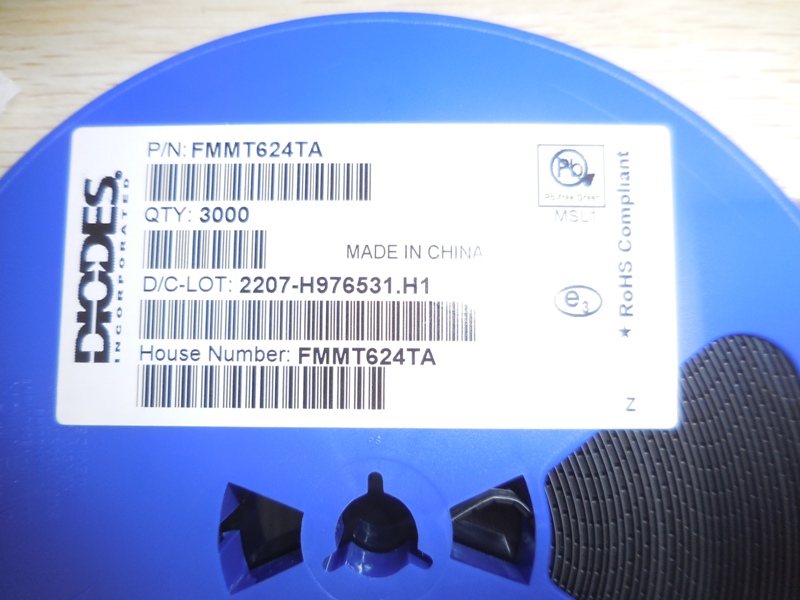 DIODES®
INCORPORATED
P/N: FMMT624TA
QTY: 3000
MADE IN CHINA
D/C-LOT: 2207-H976531.H1
House Number: FMMT624TA
Pb
Pb-free Green
MSL1
e3
★ RoHS Compliant
Z